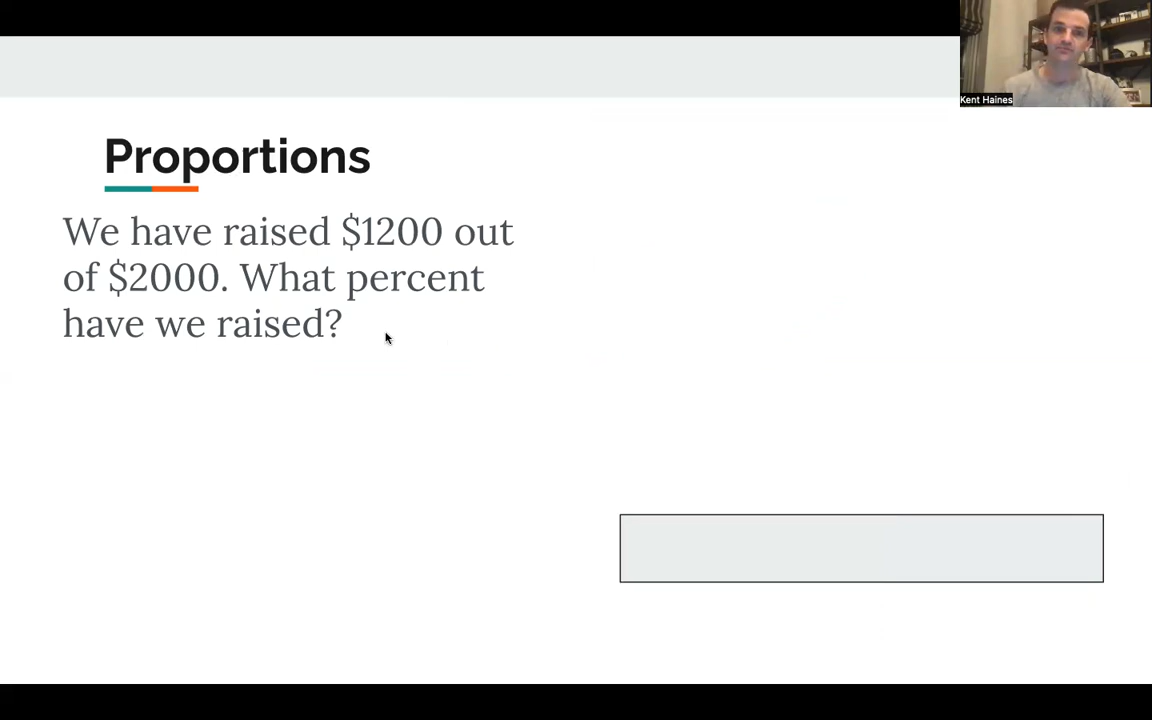 Kent Haines
Proportions
We have raised $1200 out
of $2000. What percent
have we raised?